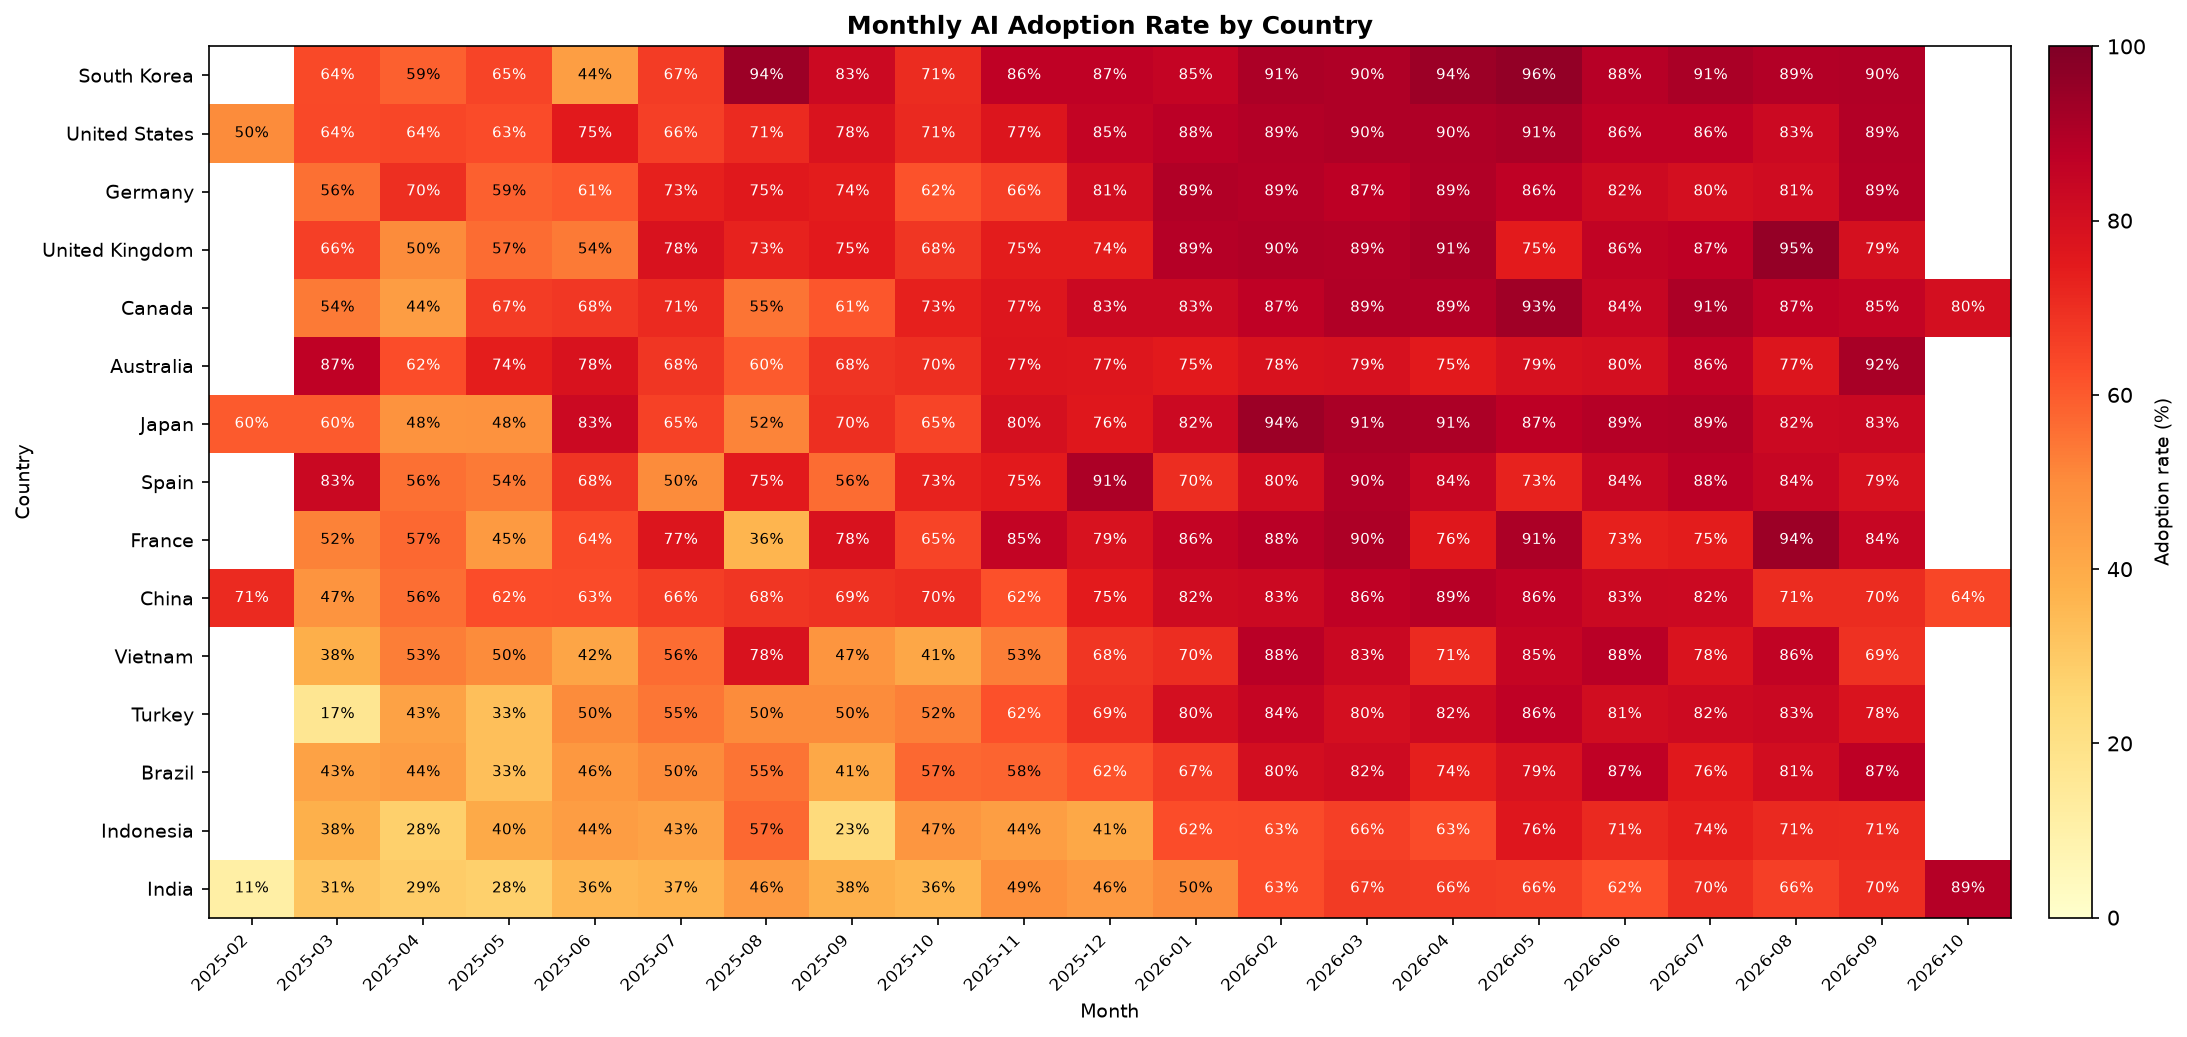 Monthly AI Adoption Rate by Country
South Korea 64% 59% 65% 44% 67% 94% 83% 71% 86% 87% 85% 91% 90% 94% 96% 88% 91% 89% 90%
United States 50% 64% 64% 63% 75% 66% 71% 78% 71% 77% 85% 88% 89% 90% 90% 91% 86% 86% 83% 89%
Germany 56% 70% 59% 61% 73% 75% 74% 62% 66% 81% 89% 89% 87% 89% 86% 82% 80% 81% 89%
United Kingdom 66% 50% 57% 54% 78% 73% 75% 68% 75% 74% 89% 90% 89% 91% 75% 86% 87% 95% 79%
Canada 54% 44% 67% 68% 71% 55% 61% 73% 77% 83% 83% 87% 89% 89% 93% 84% 91% 87% 85% 80%
Australia 87% 62% 74% 78% 68% 60% 68% 70% 77% 77% 75% 78% 79% 75% 79% 80% 86% 77% 92%
Japan 60% 60% 48% 48% 83% 65% 52% 70% 65% 80% 76% 82% 94% 91% 91% 87% 89% 89% 82% 83%
Spain 83% 56% 54% 68% 50% 75% 56% 73% 75% 91% 70% 80% 90% 84% 73% 84% 88% 84% 79%
France 52% 57% 45% 64% 77% 36% 78% 65% 85% 79% 86% 88% 90% 76% 91% 73% 75% 94% 84%
China 71% 47% 56% 62% 63% 66% 68% 69% 70% 62% 75% 82% 83% 86% 89% 86% 83% 82% 71% 70% 64%
Vietnam 38% 53% 50% 42% 56% 78% 47% 41% 53% 68% 70% 88% 83% 71% 85% 88% 78% 86% 69%
Turkey 17% 43% 33% 50% 55% 50% 50% 52% 62% 69% 80% 84% 80% 82% 86% 81% 82% 83% 78%
Brazil 43% 44% 33% 46% 50% 55% 41% 57% 58% 62% 67% 80% 82% 74% 79% 87% 76% 81% 87%
Indonesia 38% 28% 40% 44% 43% 57% 23% 47% 44% 41% 62% 63% 66% 63% 76% 71% 74% 71% 71%
India 11% 31% 29% 28% 36% 37% 46% 38% 36% 49% 46% 50% 63% 67% 66% 66% 62% 70% 66% 70% 89%
2025-02 2025-03 2025-04 2025-05 2025-06 2025-07 2025-08 2025-09 2025-10 2025-11 2025-12 2026-01 2026-02 2026-03 2026-04 2026-05 2026-06 2026-07 2026-08 2026-09 2026-10
Month
Country
100
80
60
40
20
0
Adoption rate (%)